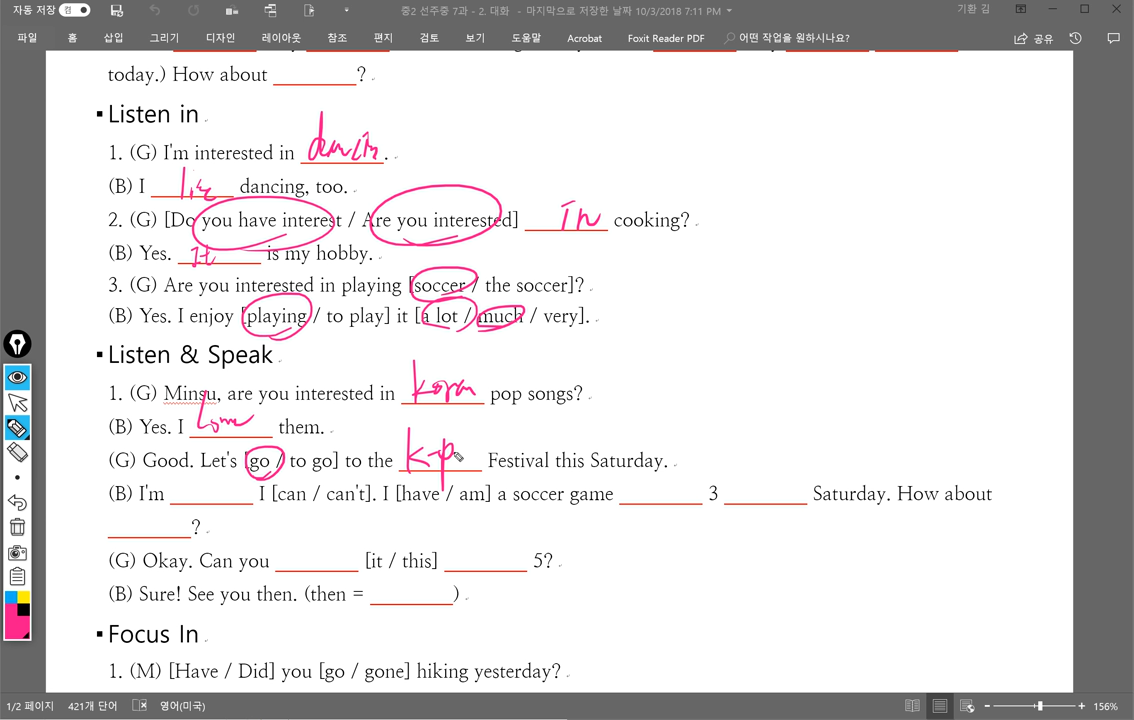 자동 저장 컴 중2 선주중 7과 - 2. 대화 - 마지막으로 저장한 날짜 10/3/2018 7:11 PM 기환 김
파일 홈 삽입 그리기 디자인 레이아웃 참조 편지 검토 보기 도움말 Acrobat Foxit Reader PDF 어떤 작업을 원하시나요? 공유
today.) How about ________?
▪ Listen in
1. (G) I'm interested in ________.
(B) I ________ dancing, too.
2. (G) [Do you have interest / Are you interested] in cooking?
(B) Yes. It is my hobby.
3. (G) Are you interested in playing [soccer / the soccer]?
(B) Yes. I enjoy [playing / to play] it [a lot / much / very].
▪ Listen & Speak
1. (G) Minsu, are you interested in ________ pop songs?
(B) Yes. I ________ them.
(G) Good. Let's [go / to go] to the K-p Festival this Saturday.
(B) I'm ________ I [can / can't]. I [have / am] a soccer game ________ 3 ________ Saturday. How about
________?
(G) Okay. Can you ________ [it / this] ________ 5?
(B) Sure! See you then. (then = ________)
▪ Focus In
1. (M) [Have / Did] you [go / gone] hiking yesterday?
1/2 페이지 421개 단어 영어(미국) 156%